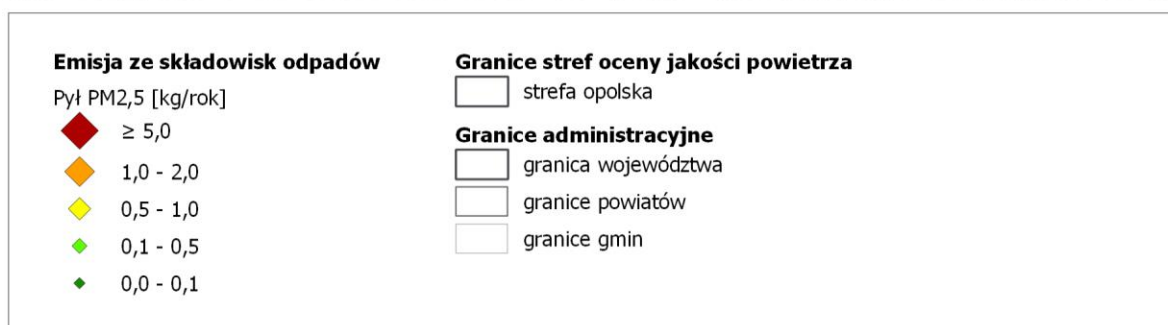 Emisja ze składowisk odpadów
Pył PM2,5 [kg/rok]
≥ 5,0
1,0 - 2,0
0,5 - 1,0
0,1 - 0,5
0,0 - 0,1
Granice stref oceny jakości powietrza
strefa opolska
Granice administracyjne
granica województwa
granice powiatów
granice gmin